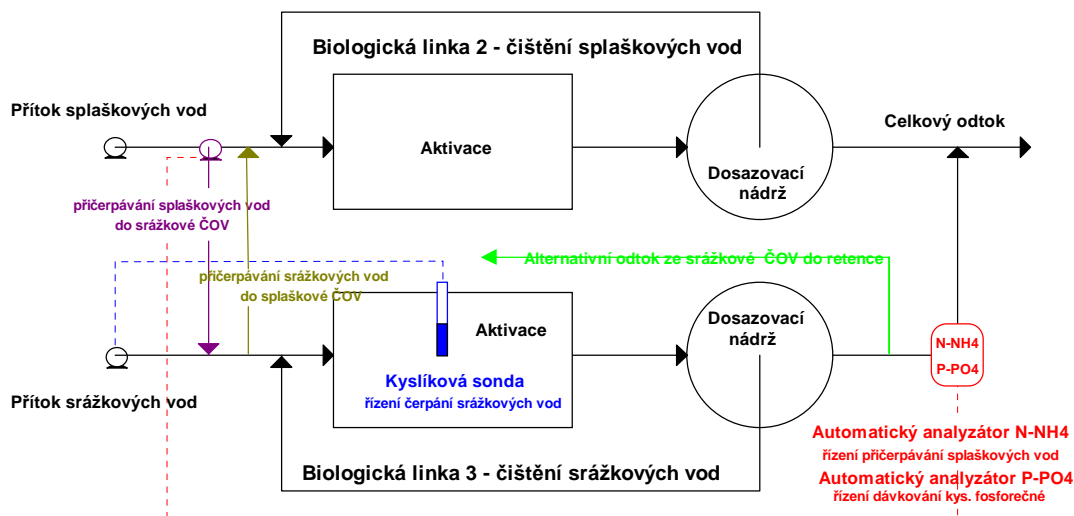 Biologická linka 2 - čištění splaškových vod
Přítok splaškových vod
Aktivace
Dosazovací
nádrž
Celkový odtok
přičerpávání splaškových vod
do srážkové ČOV
přičerpávání srážkových vod
do splaškové ČOV
Alternativní odtok ze srážkové ČOV do retence
Aktivace
Dosazovací
nádrž
N-NH4
P-PO4
Kyslíková sonda
řízení čerpání srážkových vod
Přítok srážkových vod
Automatický analyzátor N-NH4
řízení přičerpávání splaškových vod
Automatický analyzátor P-PO4
řízení dávkování kys. fosforečné
Biologická linka 3 - čištění srážkových vod